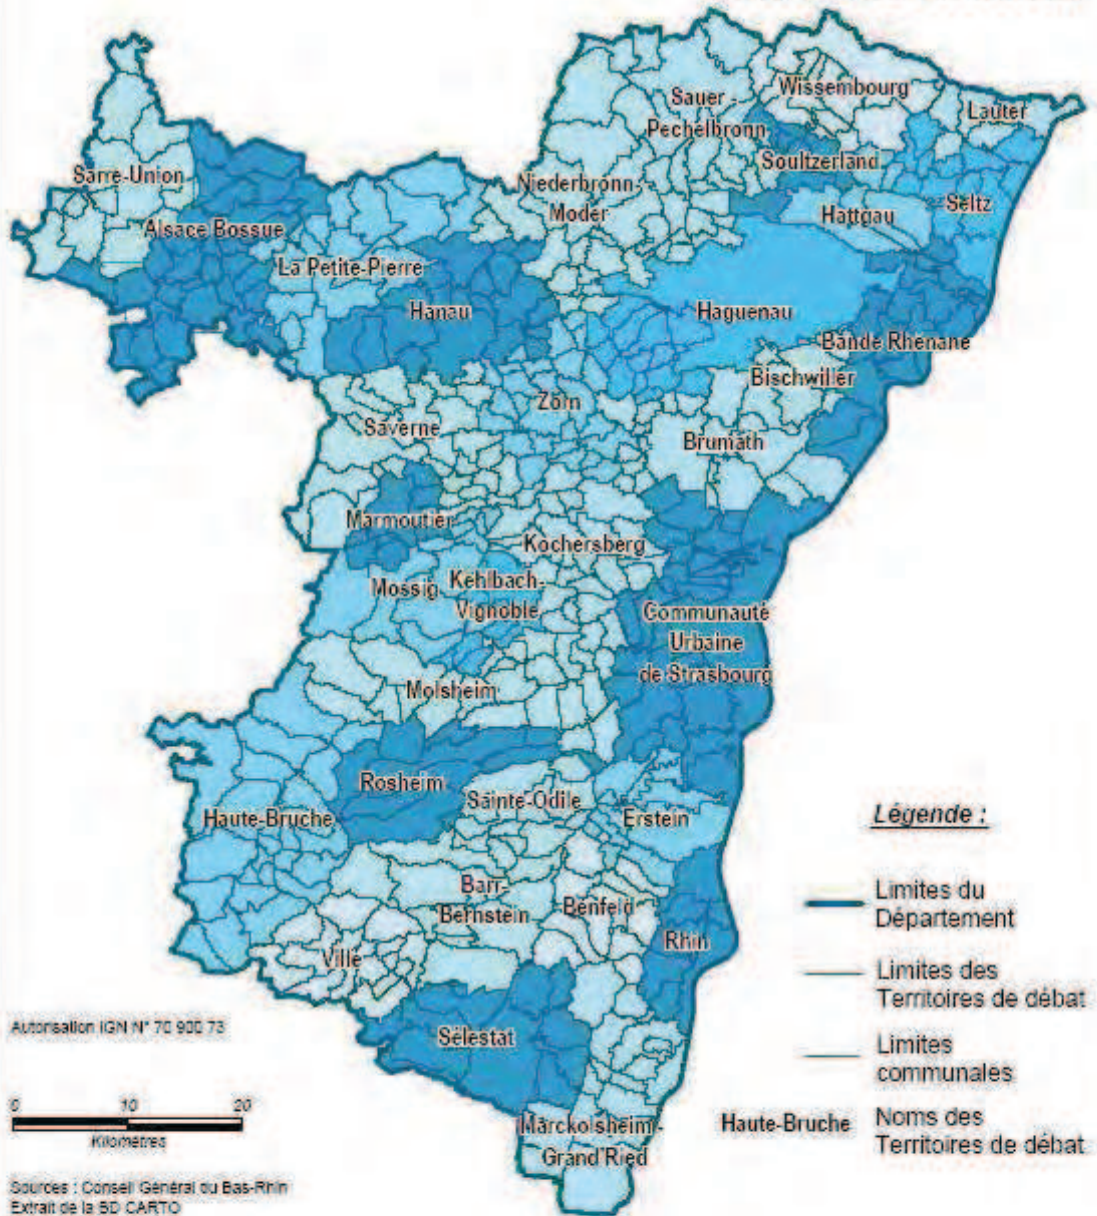 Wissembourg
Sauer -
Pechelbronn
Lauter
Soultzerland
Sarre-Union
Niederbronn-
Moder
Hattgau
Seltz
Alsace Bossue
La Petite-Pierre
Hanau
Haguenau
Bande Rhenane
Bischwiller
Zorn
Saverne
Brumath
Marmoutier
Kochersberg
Mossig
Kehlbach-
Vignoble
Communauté
Urbaine
de Strasbourg
Molsheim
Rosheim
Sainte-Odile
Haute-Bruche
Erstein
Barr-
Bernstein
Benfeld
Rhin
Villé
Sélestat
Marckolsheim -
Grand'Ried
Légende :
Limites du
Département
Limites des
Territoires de débat
Limites
communales
Haute-Bruche
Noms des
Territoires de débat
Autorisation IGN N° 70 900 73
0 10 20
Kilomètres
Sources : Conseil Général du Bas-Rhin
Extrait de la BD CARTO